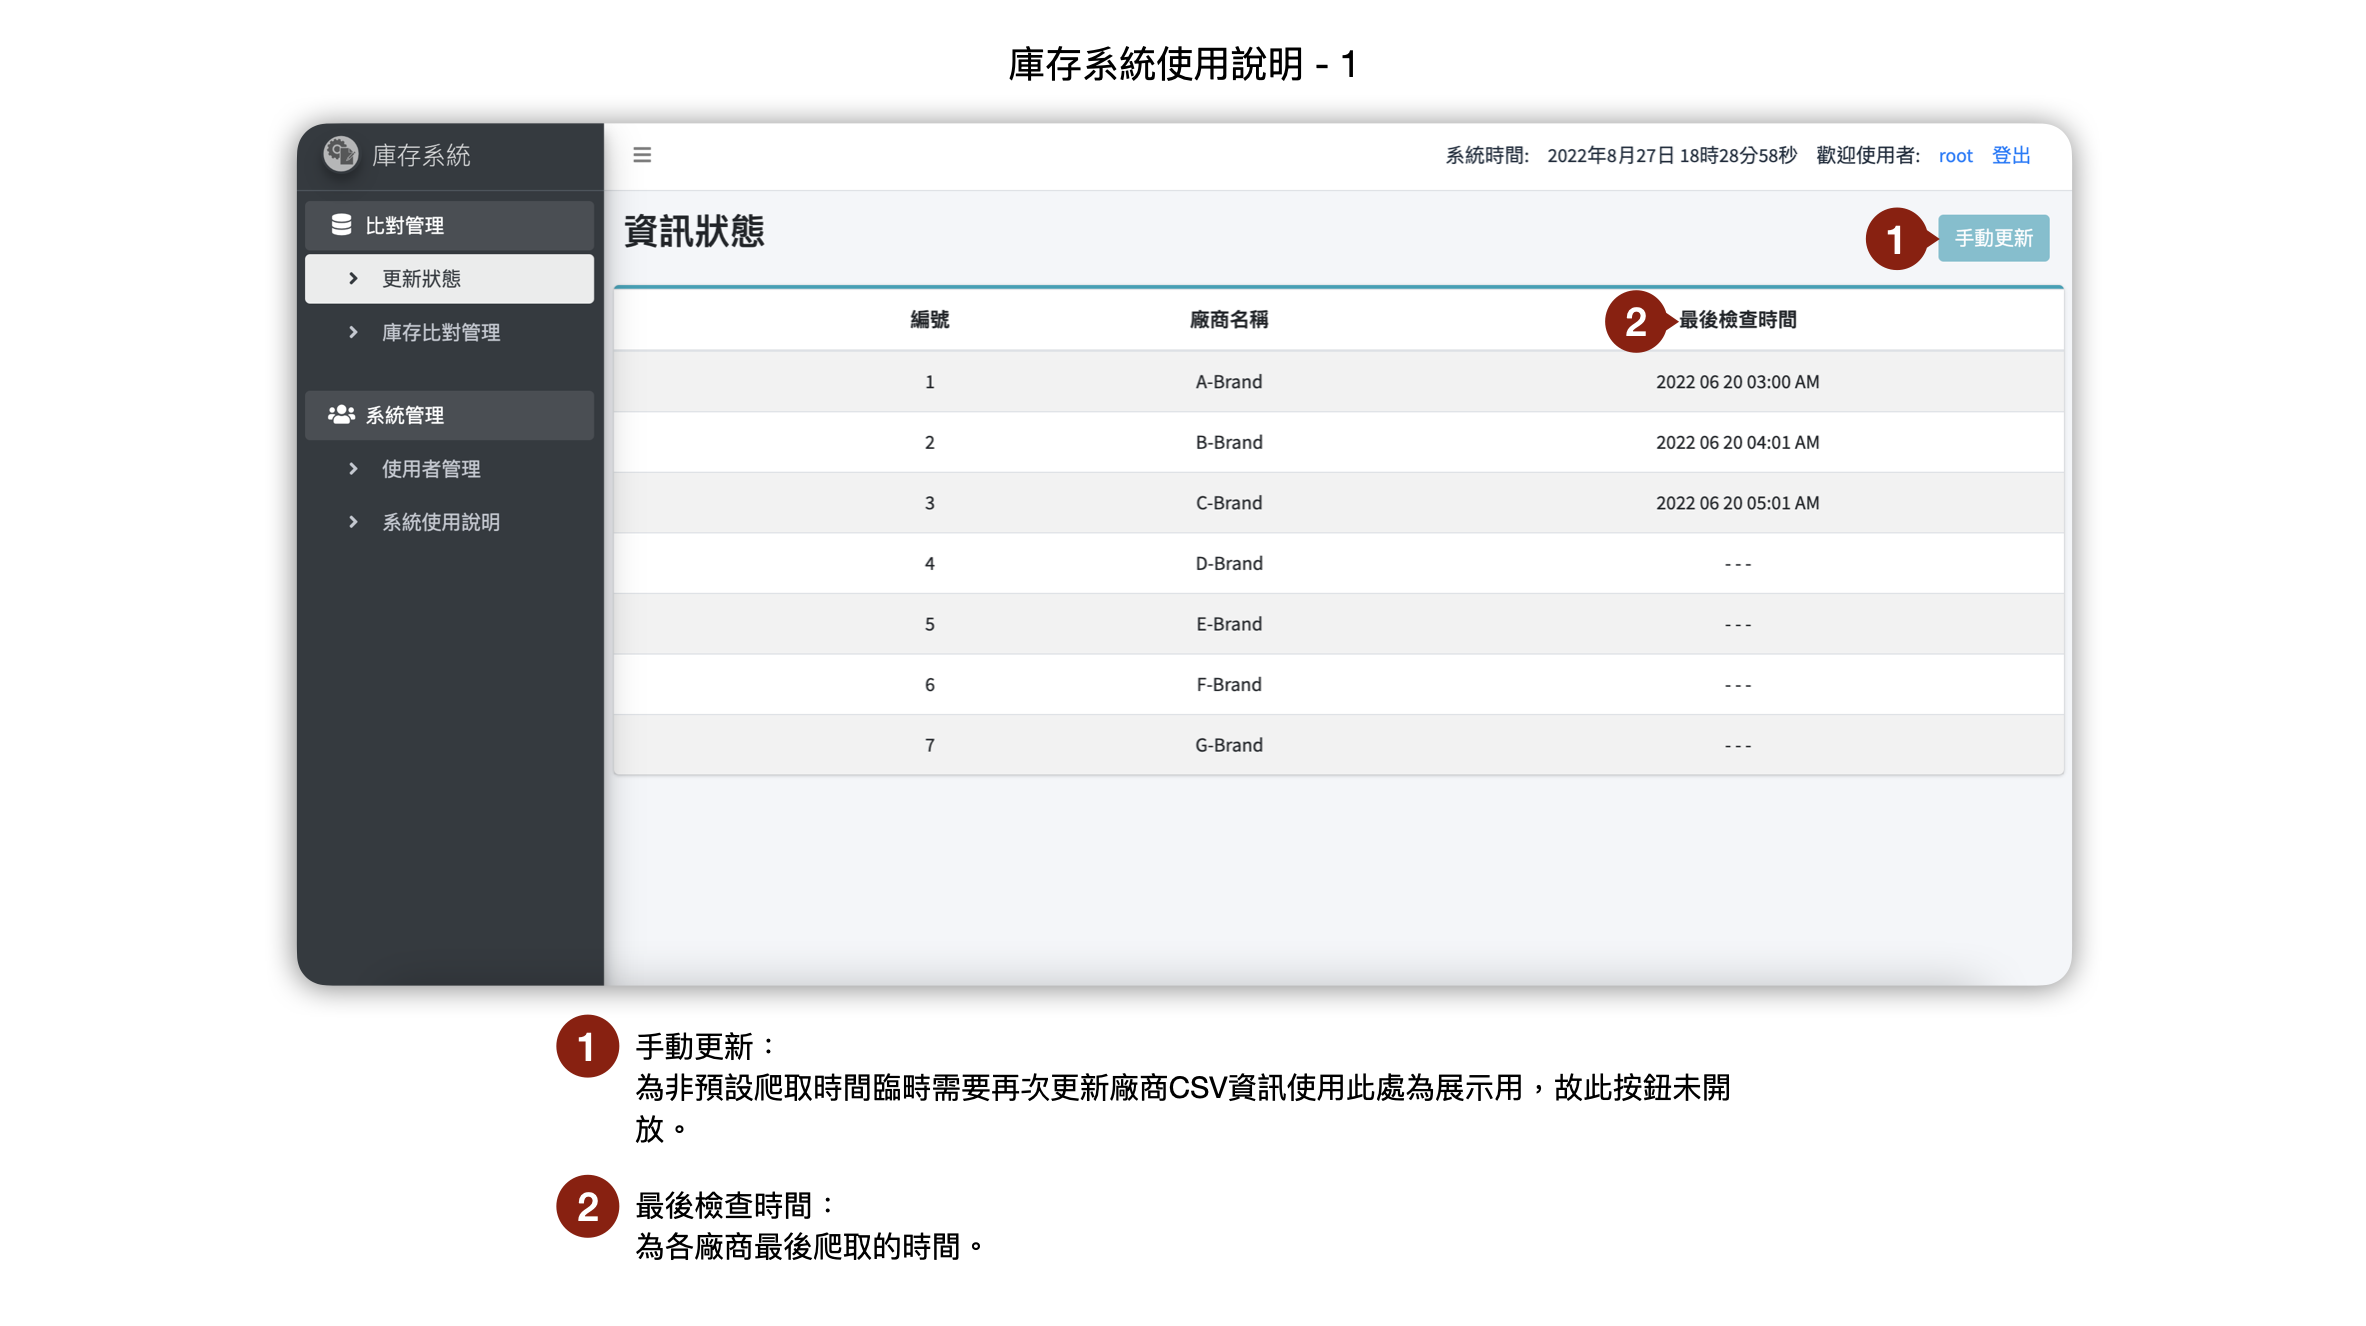 庫存系統使用說明 - 1
庫存系統
系統時間: 2022年8月27日 18時28分58秒 歡迎使用者: root 登出
比對管理
更新狀態
庫存比對管理
系統管理
使用者管理
系統使用說明
資訊狀態
1 手動更新
編號 廠商名稱 2 最後檢查時間
1 A-Brand 2022 06 20 03:00 AM
2 B-Brand 2022 06 20 04:01 AM
3 C-Brand 2022 06 20 05:01 AM
4 D-Brand - - -
5 E-Brand - - -
6 F-Brand - - -
7 G-Brand - - -
1 手動更新：
為非預設爬取時間臨時需要再次更新廠商CSV資訊使用此處為展示用，故此按鈕未開
放。
2 最後檢查時間：
為各廠商最後爬取的時間。